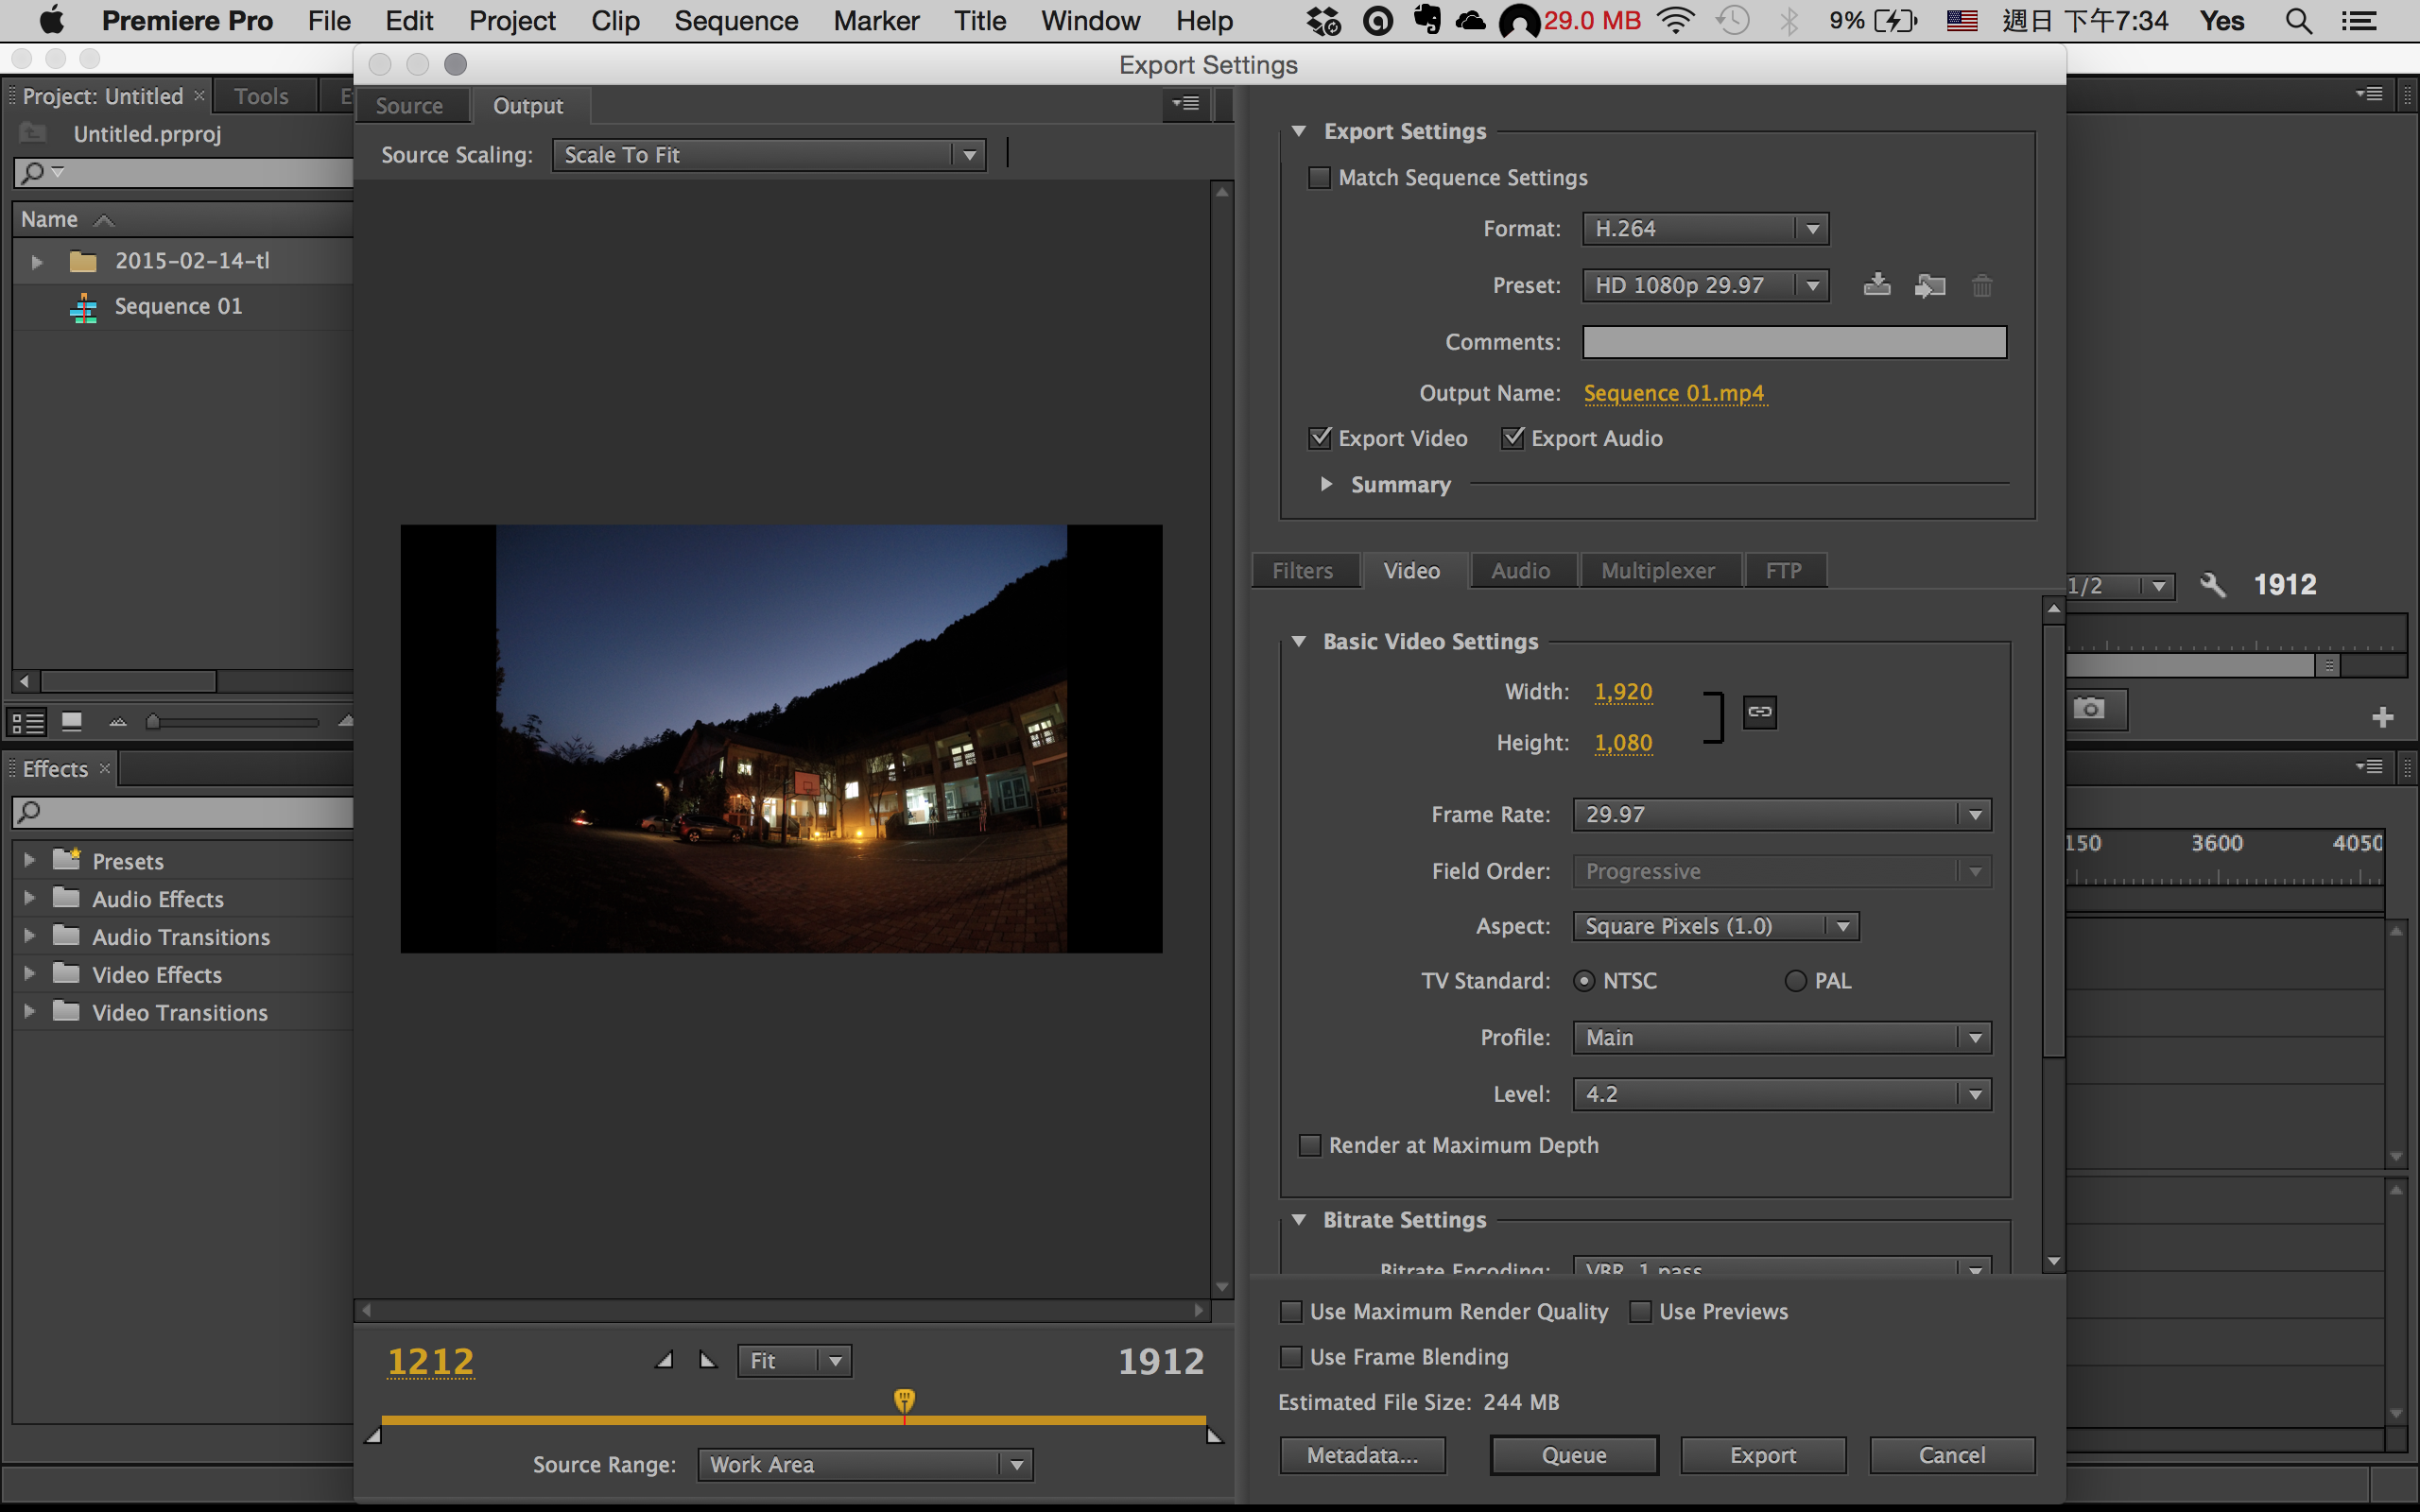 Premiere Pro File Edit Project Clip Sequence Marker Title Window Help 29.0 MB 9% 週日 下午7:34 Yes
Export Settings
Project: Untitled Tools
Untitled.prproj
Name
2015-02-14-tl
Sequence 01
Effects
Presets
Audio Effects
Audio Transitions
Video Effects
Video Transitions
Source Output
Source Scaling: Scale To Fit
1212 Fit 1912
Source Range: Work Area
Export Settings
Match Sequence Settings
Format: H.264
Preset: HD 1080p 29.97
Comments:
Output Name: Sequence 01.mp4
Export Video Export Audio
Summary
Filters Video Audio Multiplexer FTP
Basic Video Settings
Width: 1,920
Height: 1,080
Frame Rate: 29.97
Field Order: Progressive
Aspect: Square Pixels (1.0)
TV Standard: NTSC PAL
Profile: Main
Level: 4.2
Render at Maximum Depth
Bitrate Settings
Bitrate Encoding: VBR, 1 pass
Use Maximum Render Quality Use Previews
Use Frame Blending
Estimated File Size: 244 MB
Metadata... Queue Export Cancel
1/2 1912
150 3600 4050